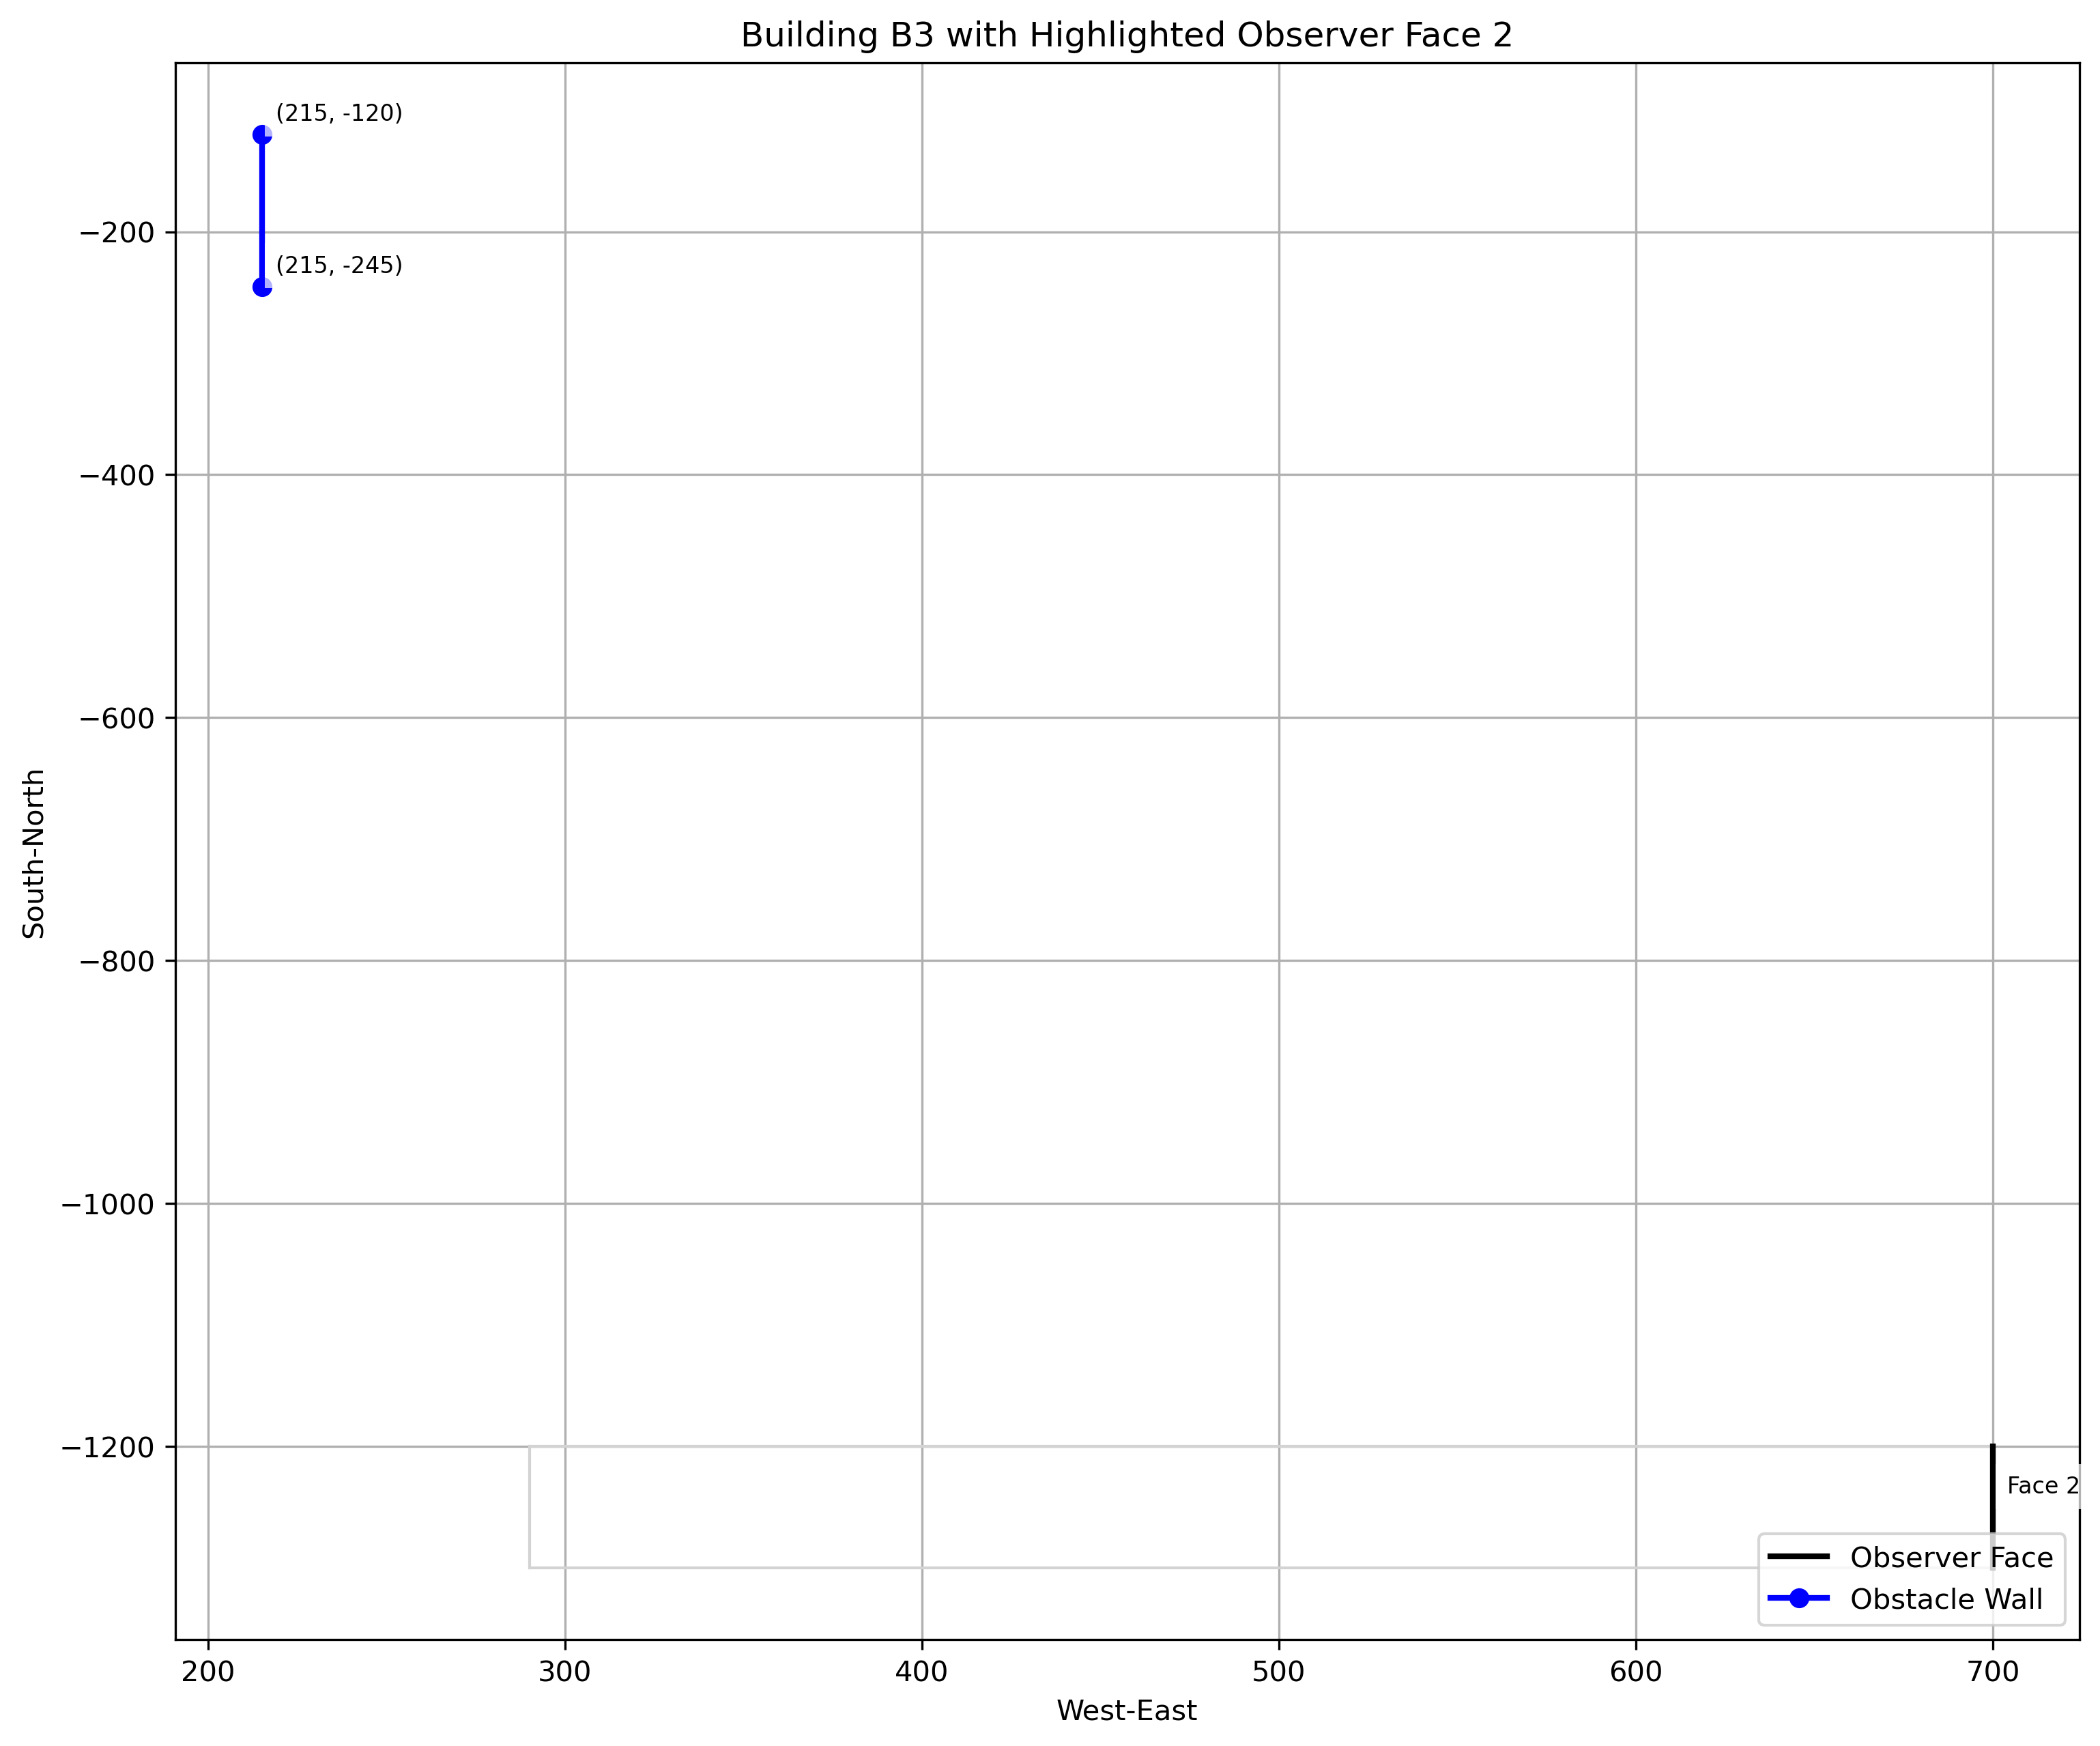 Building B3 with Highlighted Observer Face 2
(215, -120)
−200
(215, -245)
−400
−600
South-North
−800
−1000
−1200
Face 2
Observer Face
Obstacle Wall
200 300 400 500 600 700
West-East